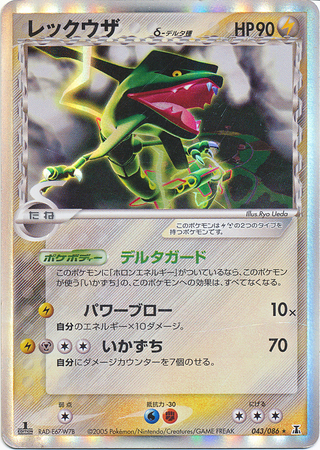 レックウザ δ-デルタ種 HP90
Illus.Ryo Ueda
たね
このポケモンは の2つのタイプを
持つポケモンです。
ポケボディー デルタガード
このポケモンに「ホロンエネルギー」がついているなら、このポケモ
ンが使う「いかずち」の、このポケモンへの効果は、すべてなくなる。
パワーブロー 10×
自分のエネルギー×10ダメージ。
いかずち 70
自分にダメージカウンターを7個のせる。
弱点 抵抗力 -30 にげる
1 RAD-E67-W7B ©2005 Pokémon/Nintendo/Creatures/GAME FREAK 043/086 ★